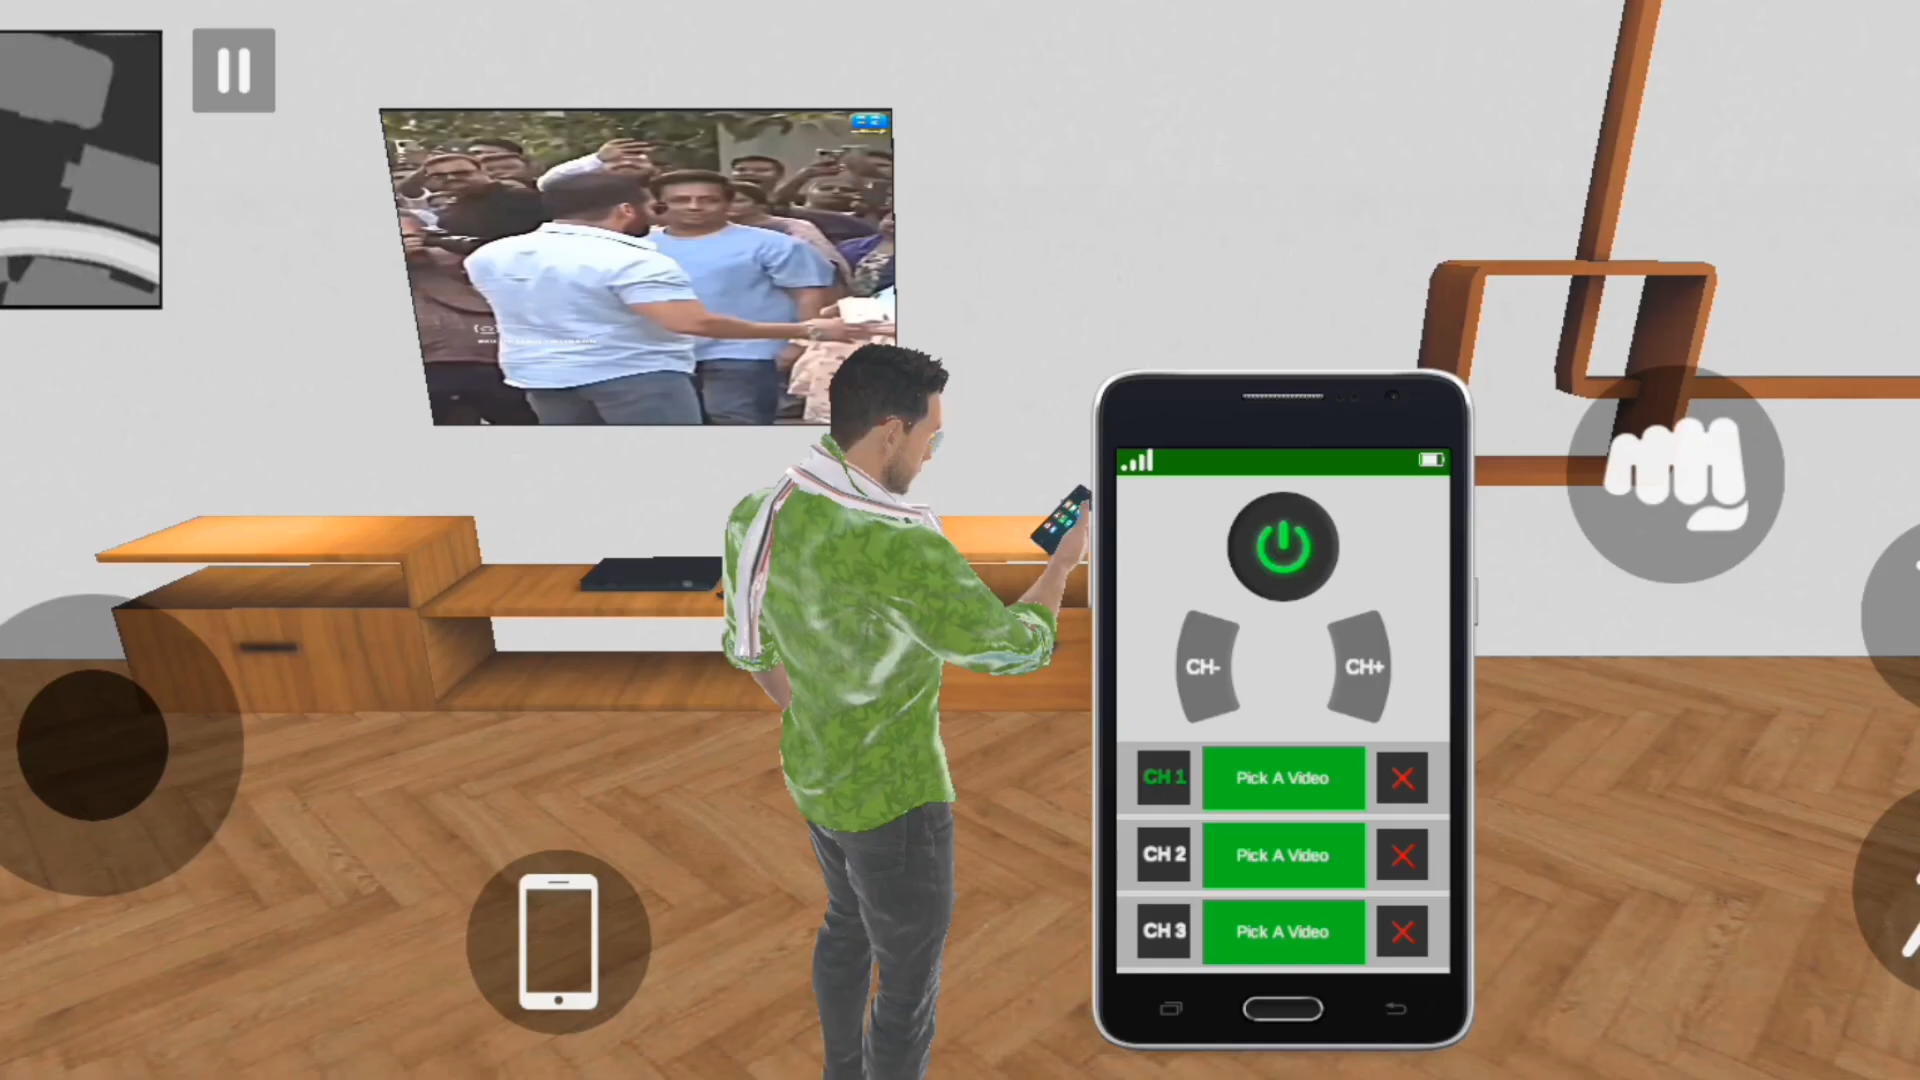 CH-
CH+
CH 1
Pick A Video
CH 2
Pick A Video
CH 3
Pick A Video